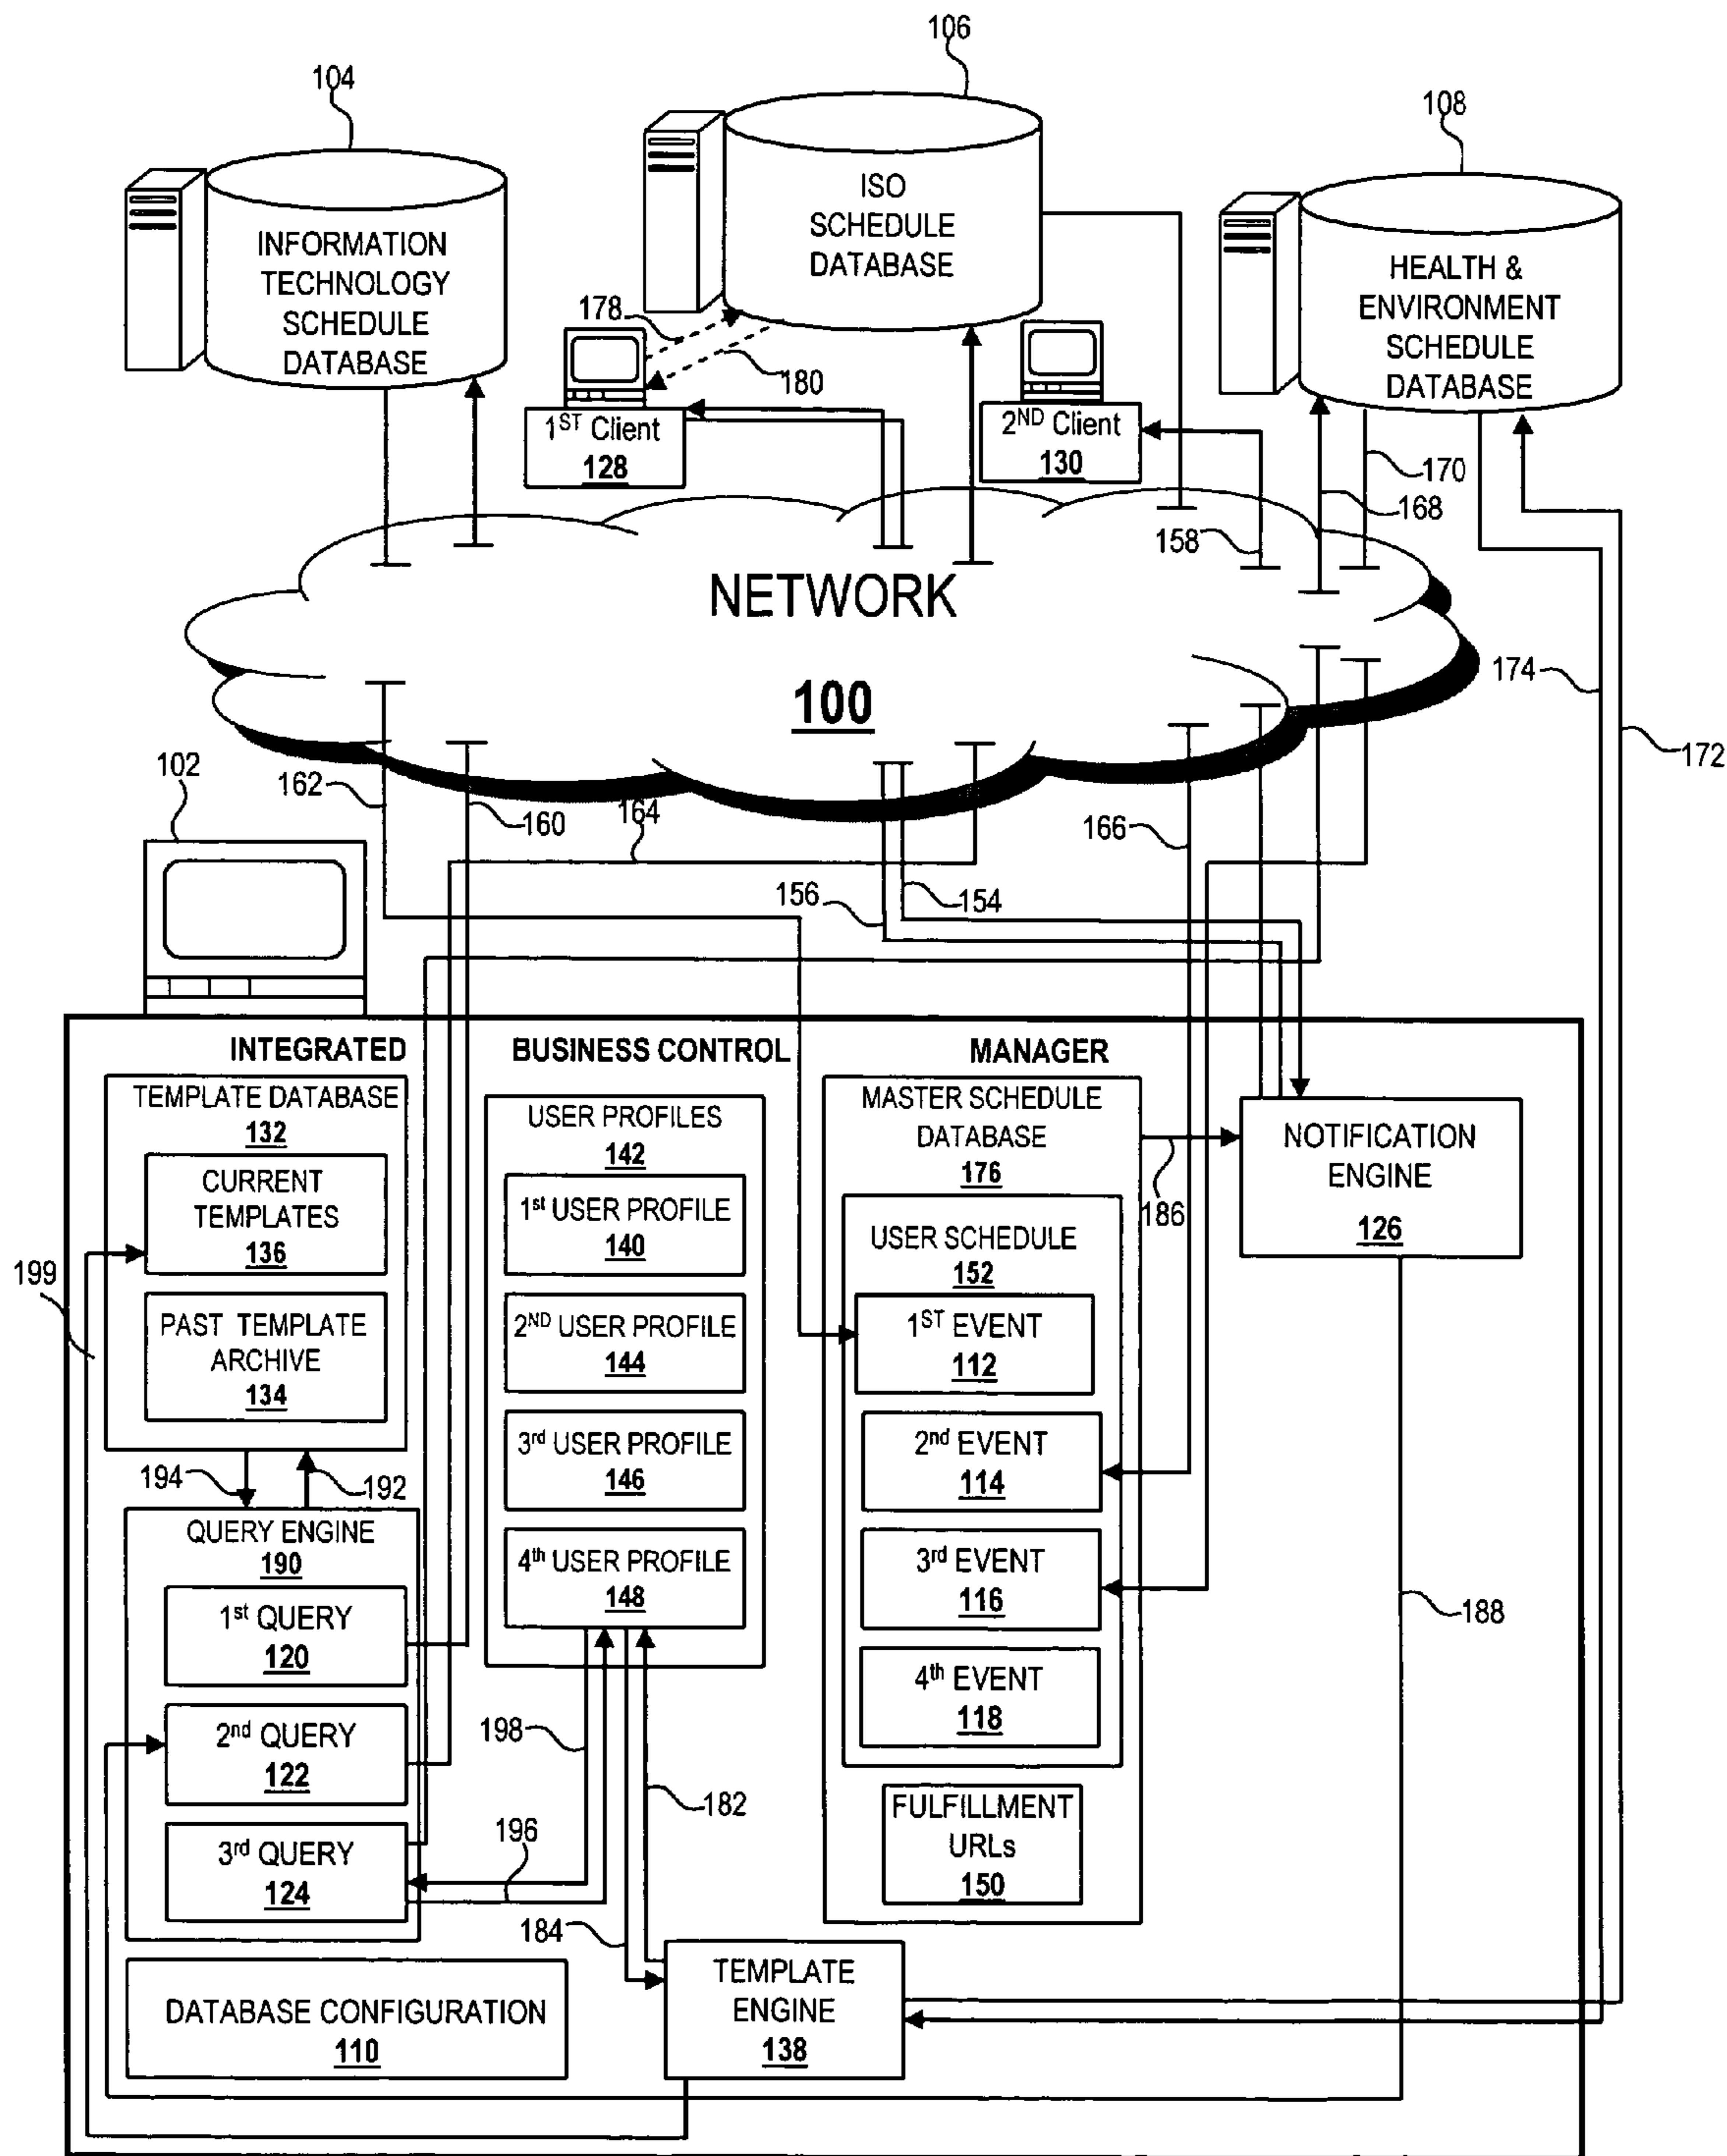 106
104
108
INFORMATION
TECHNOLOGY
SCHEDULE
DATABASE
ISO
SCHEDULE
DATABASE
HEALTH &
ENVIRONMENT
SCHEDULE
DATABASE
178
180
1ST Client
128
2ND Client
130
170
168
158
NETWORK
100
174
172
102
162
160
164
166
156
154
INTEGRATED BUSINESS CONTROL MANAGER
TEMPLATE DATABASE
132
CURRENT
TEMPLATES
136
PAST TEMPLATE
ARCHIVE
134
199
194
192
QUERY ENGINE
190
1st QUERY
120
2nd QUERY
122
3rd QUERY
124
DATABASE CONFIGURATION
110
USER PROFILES
142
1st USER PROFILE
140
2ND USER PROFILE
144
3rd USER PROFILE
146
4th USER PROFILE
148
198
196
182
184
MASTER SCHEDULE
DATABASE
176
USER SCHEDULE
152
1ST EVENT
112
2nd EVENT
114
3rd EVENT
116
4th EVENT
118
FULFILLMENT
URLs
150
186
NOTIFICATION
ENGINE
126
188
TEMPLATE
ENGINE
138